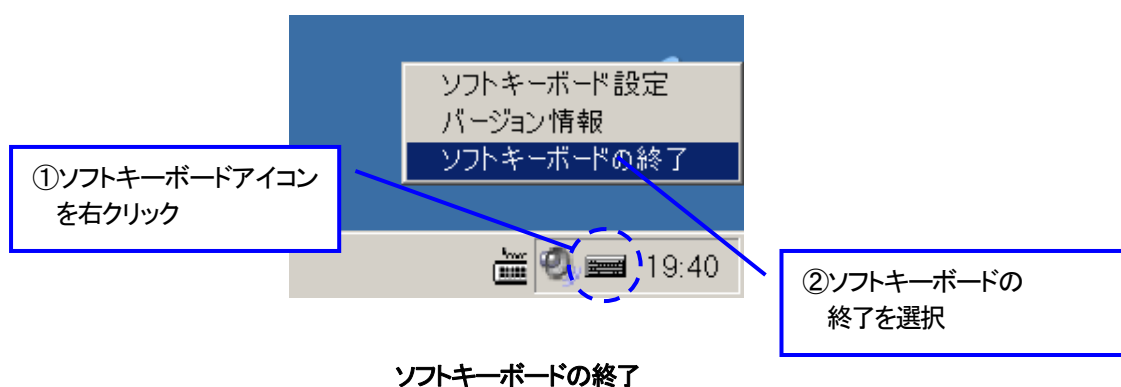 ソフトキーボード設定
バージョン情報
ソフトキーボードの終了
①ソフトキーボードアイコン
を右クリック
19:40
②ソフトキーボードの
終了を選択
ソフトキーボードの終了